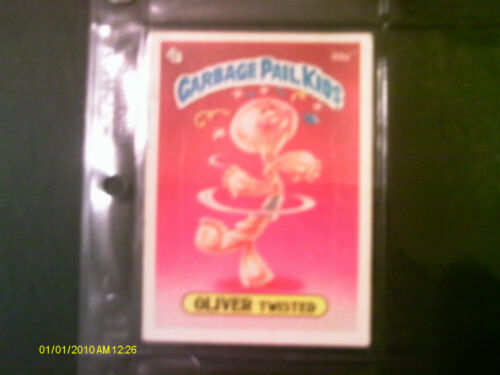 GARBAGE PAIL KIDS
OLIVER TWISTED
01/01/2010 AM 12:26